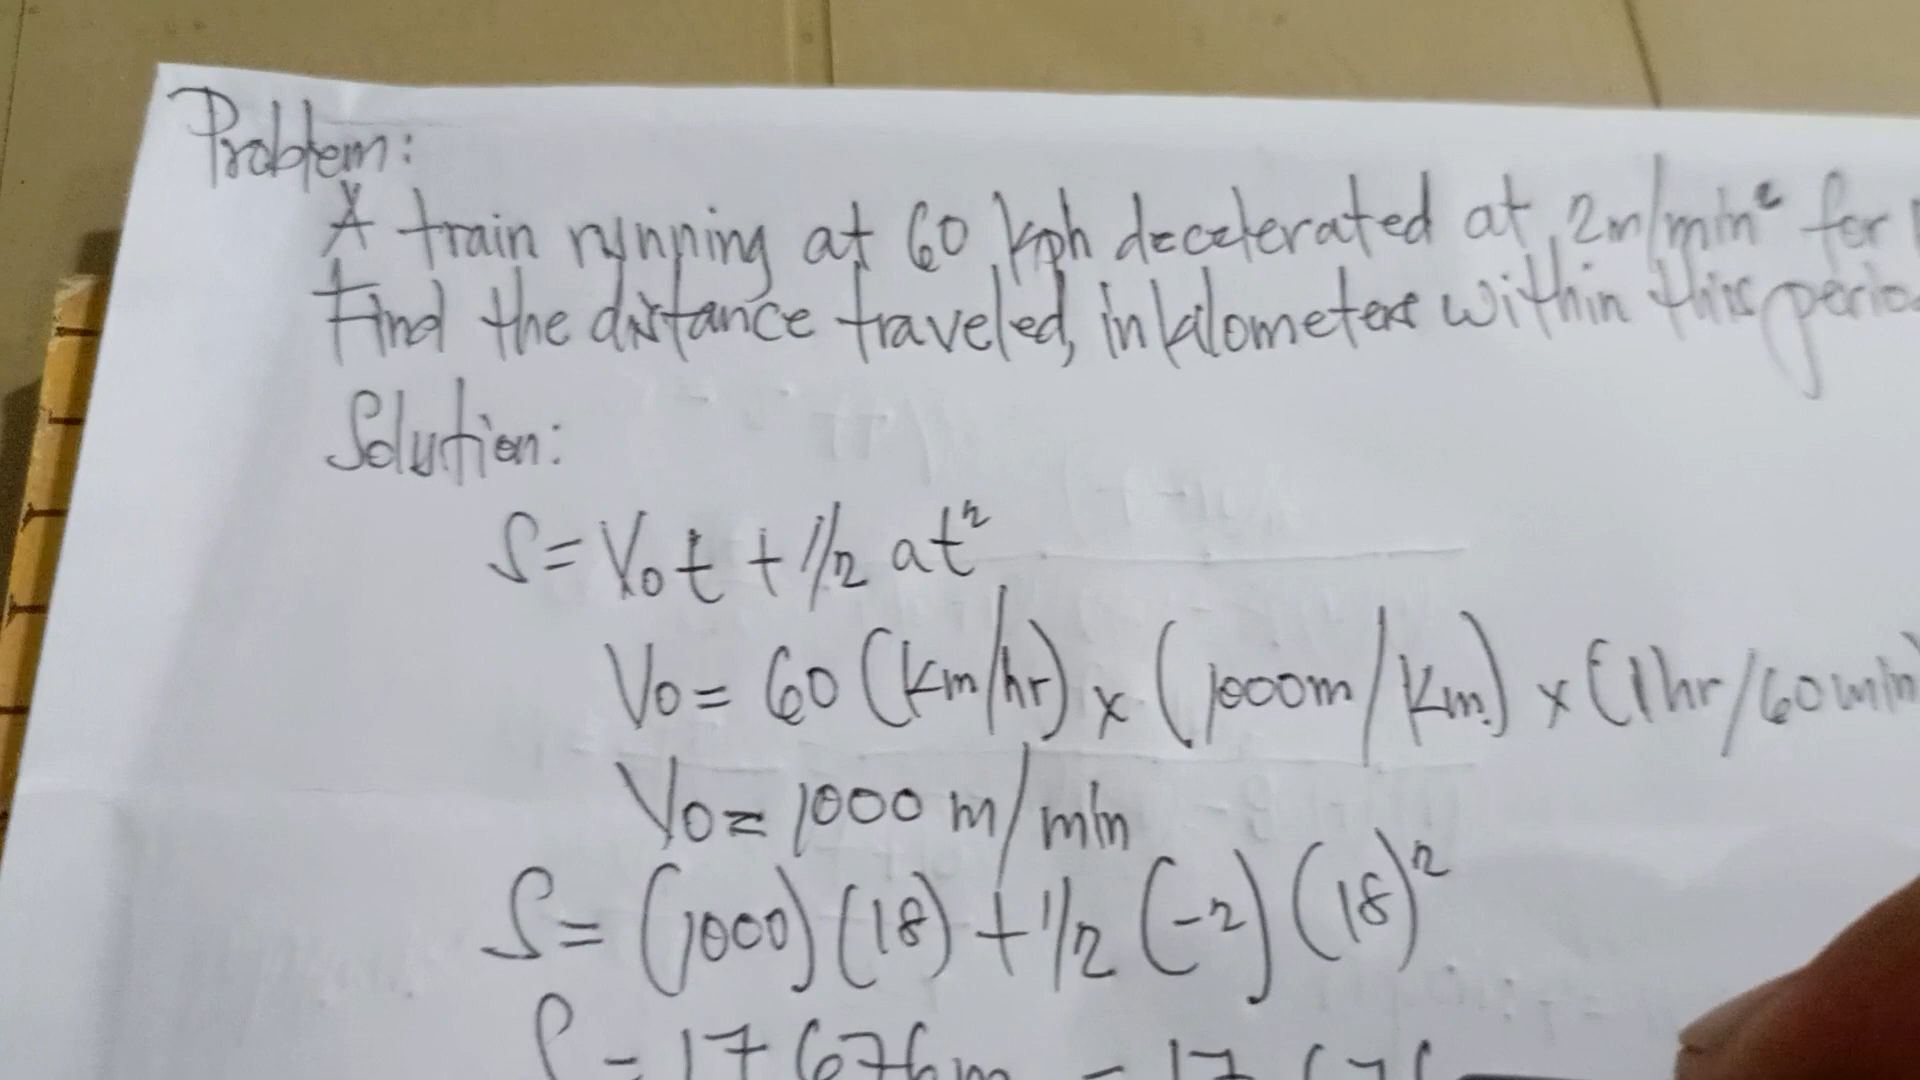 Problem:
A train running at 60 kph decelerated at 2m/min² for
Find the distance traveled, in kilometers within this
Solution:
S = Vot + 1/2 at²
Vo = 60 (km/hr) x (1000m/km) x (1hr/60min)
Vo = 1000 m/min
S = (1000) (18) + 1/2 (-2) (18)²
S = 17676m = 17